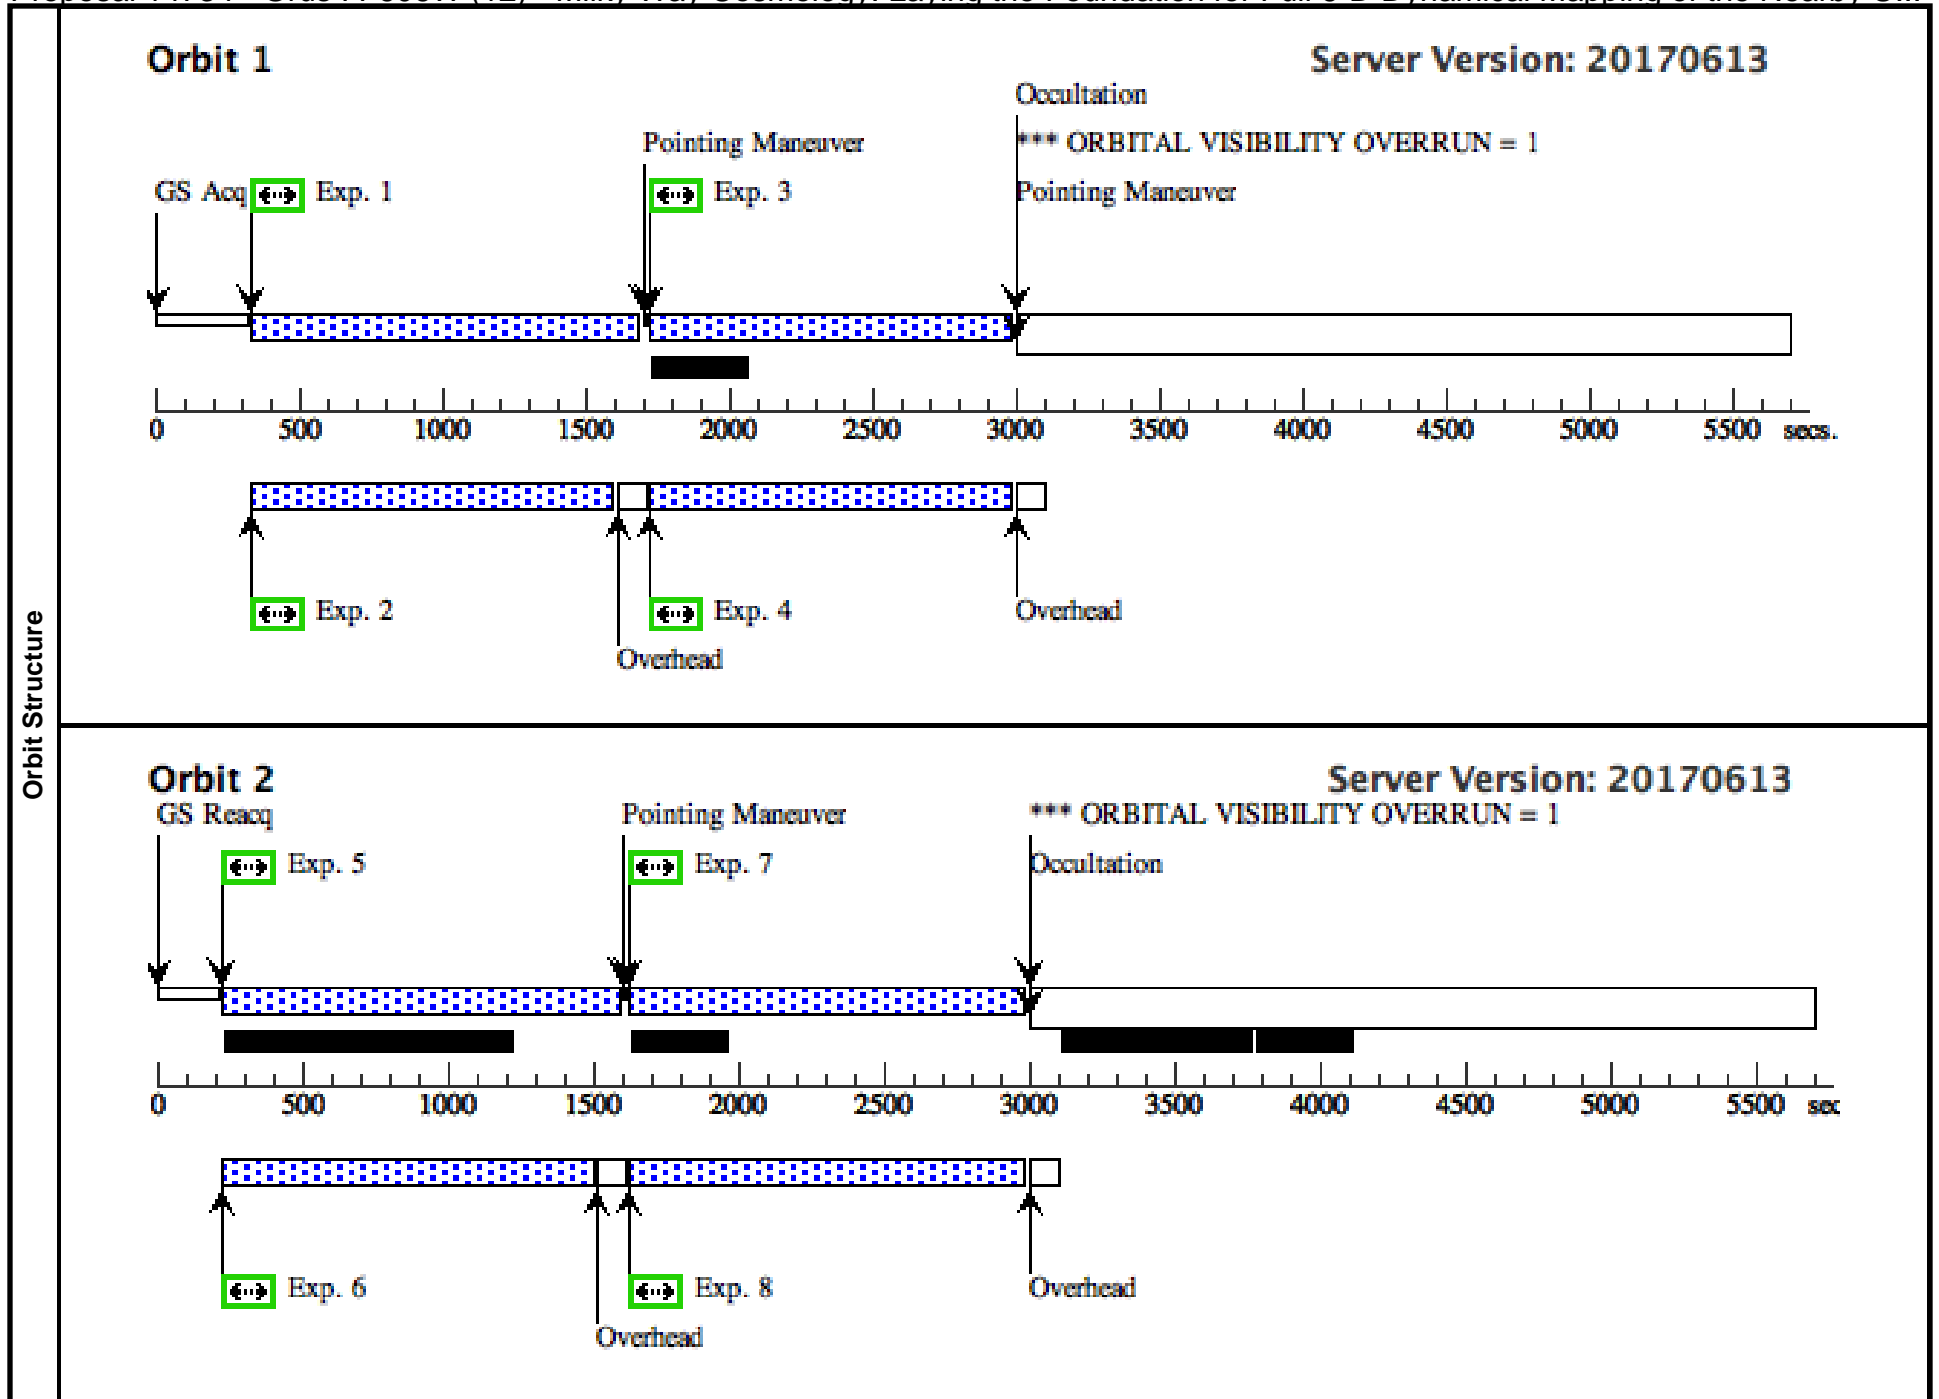 Orbit 1
Server Version: 20170613
Occultation
Pointing Maneuver
*** ORBITAL VISIBILITY OVERRUN = 1
GS Acq
Exp. 1
Exp. 3
Pointing Maneuver
0 500 1000 1500 2000 2500 3000 3500 4000 4500 5000 5500 secs.
Exp. 2
Exp. 4
Overhead
Overhead
Orbit Structure
Orbit 2
Server Version: 20170613
GS Reacq
Pointing Maneuver
*** ORBITAL VISIBILITY OVERRUN = 1
Exp. 5
Exp. 7
Occultation
0 500 1000 1500 2000 2500 3000 3500 4000 4500 5000 5500 sec
Exp. 6
Exp. 8
Overhead
Overhead